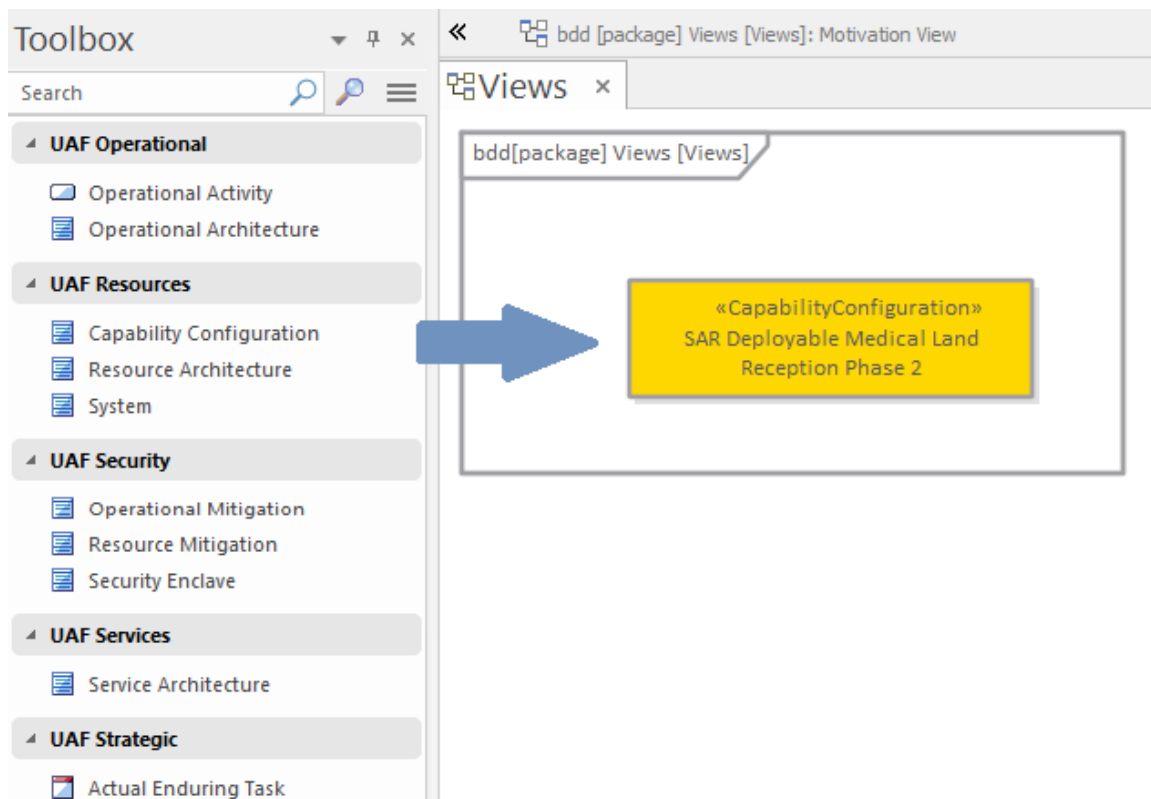 Toolbox
Search
UAF Operational
Operational Activity
Operational Architecture
UAF Resources
Capability Configuration
Resource Architecture
System
UAF Security
Operational Mitigation
Resource Mitigation
Security Enclave
UAF Services
Service Architecture
UAF Strategic
Actual Enduring Task
bdd [package] Views [Views]: Motivation View
Views
bdd[package] Views [Views]
«CapabilityConfiguration»
SAR Deployable Medical Land
Reception Phase 2